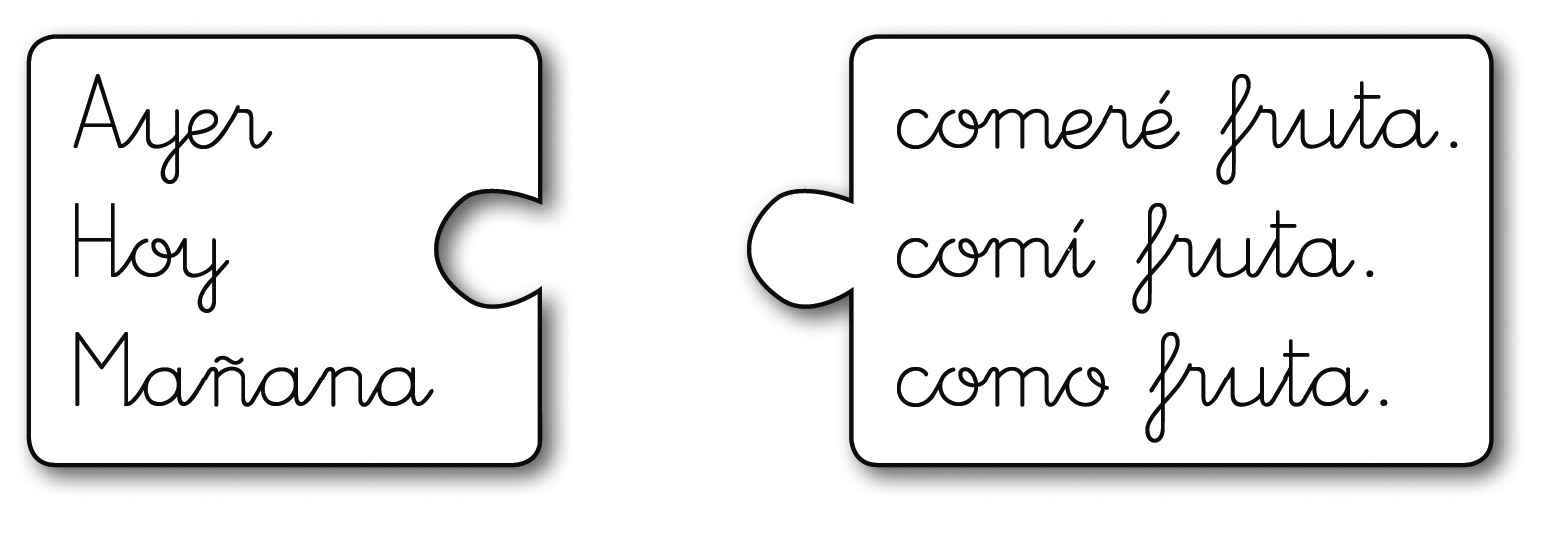 Ayer
Hoy
Mañana
comeré fruta.
comí fruta.
como fruta.